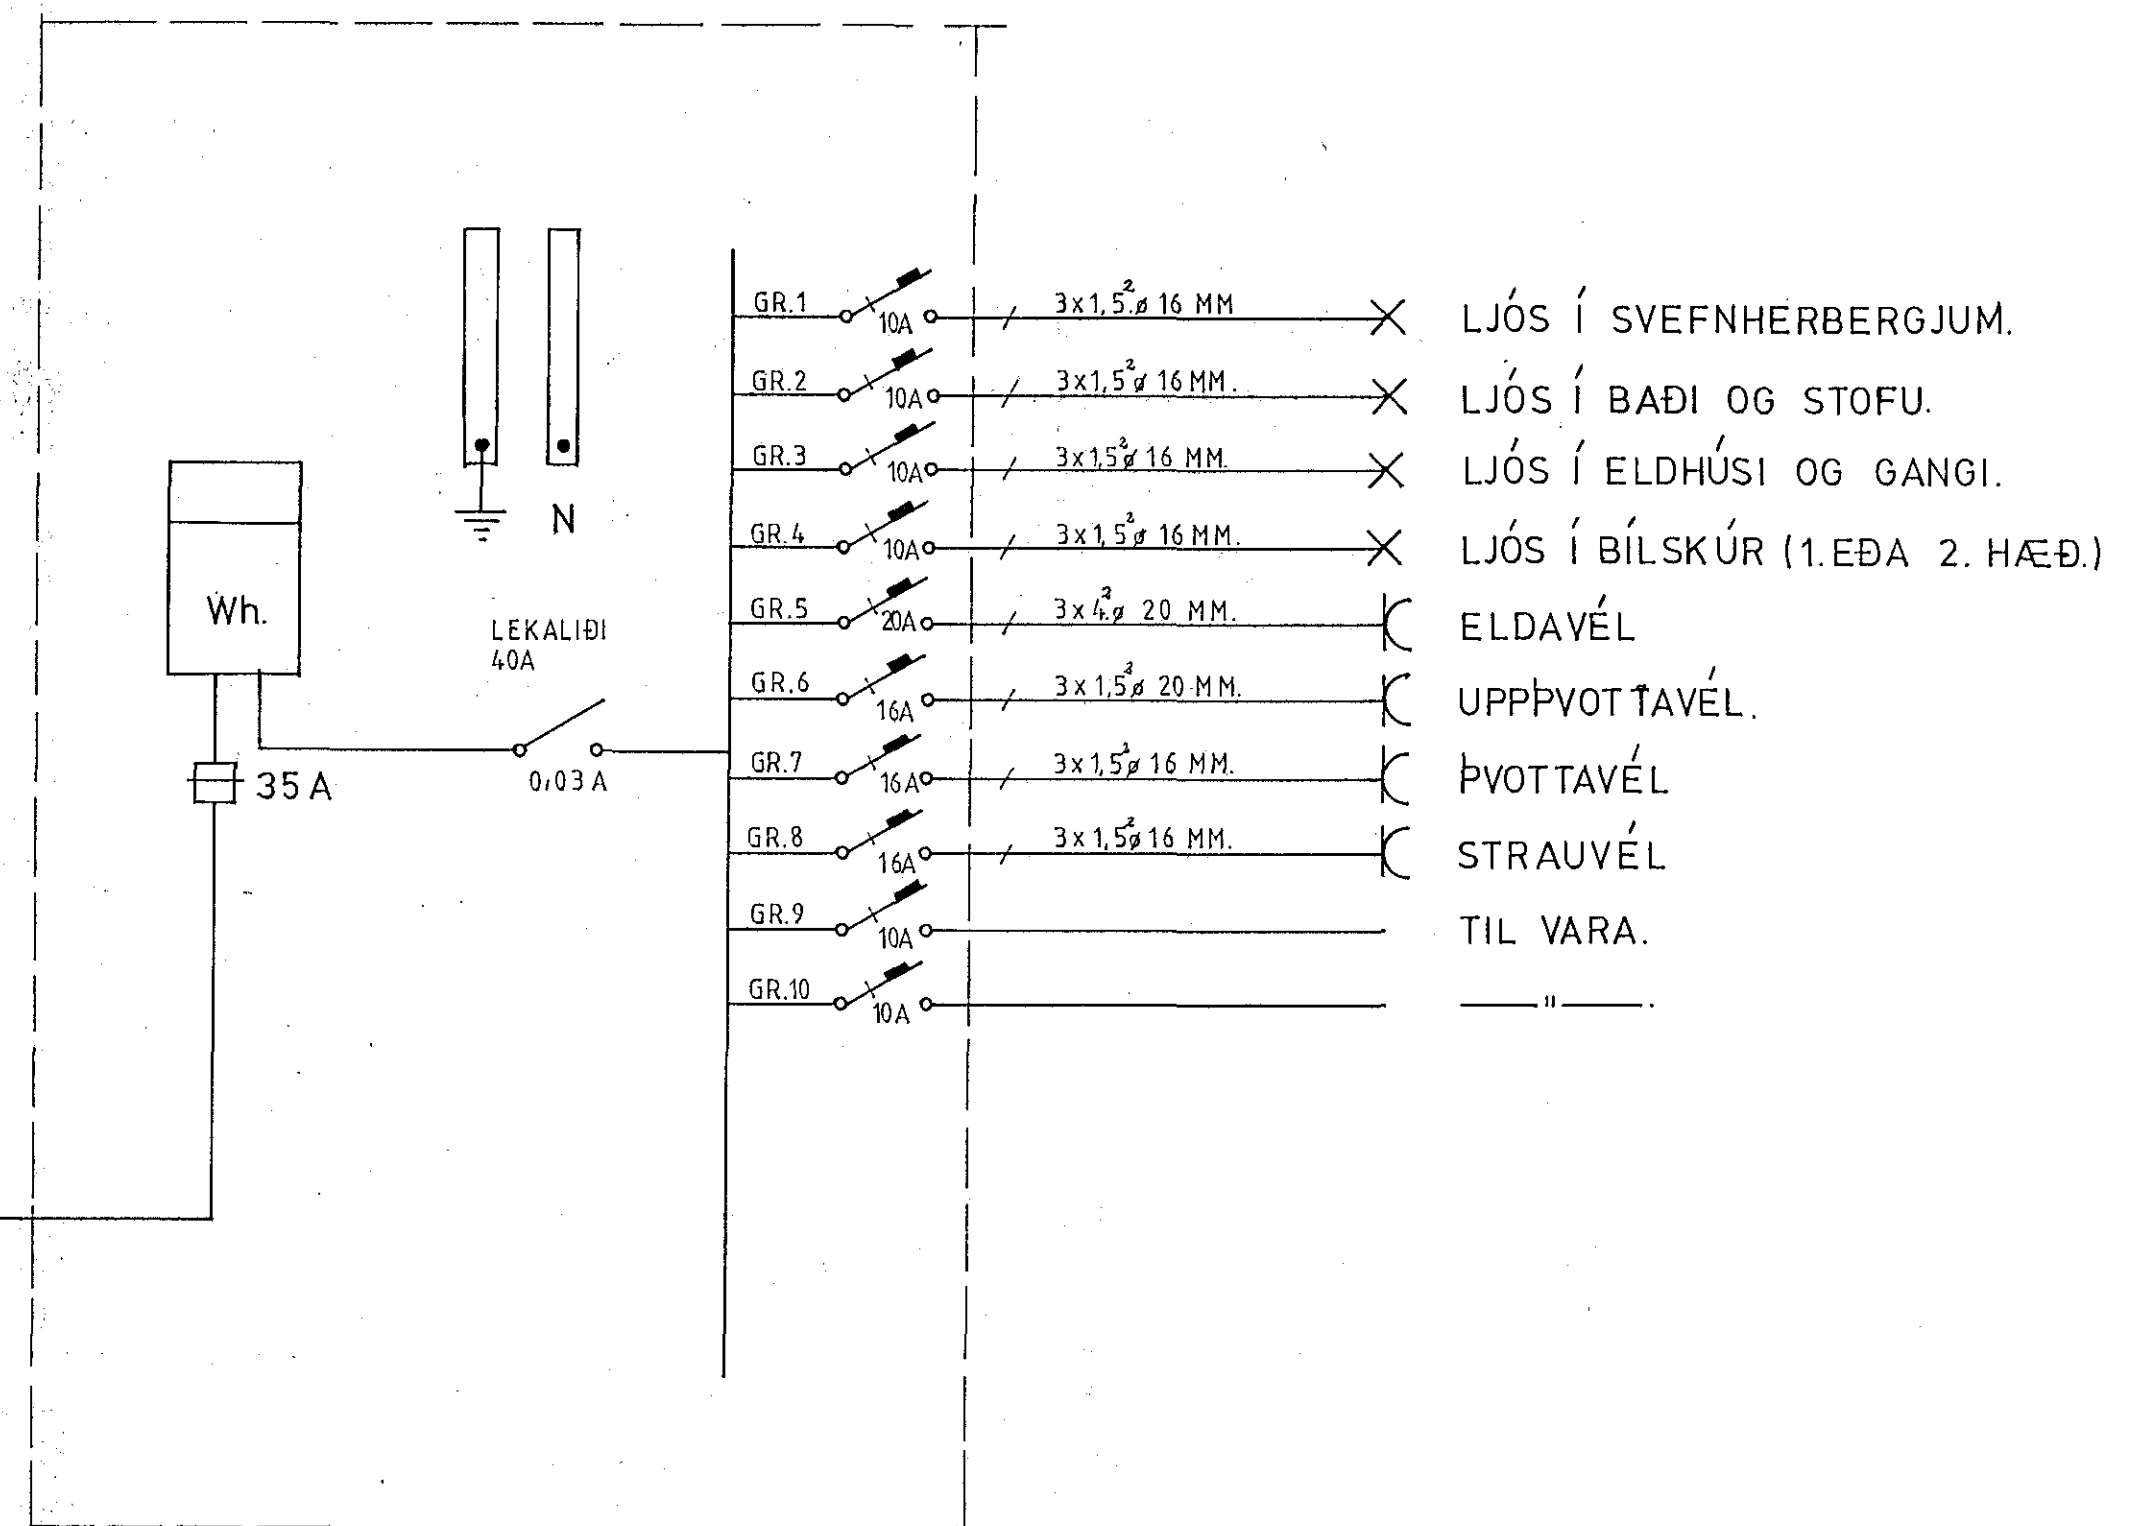 GR.1 10A 3x1,5² ø 16 MM LJÓS Í SVEFNHERBERGJUM.
GR.2 10A 3x1,5² ø 16 MM. LJÓS Í BAÐI OG STOFU.
GR.3 10A 3x1,5² ø 16 MM. LJÓS Í ELDHÚSI OG GANGI.
N
GR.4 10A 3x1,5² ø 16 MM. LJÓS Í BÍLSKÚR (1. EÐA 2. HÆÐ.)
Wh.
LEKALIÐI
40A
GR.5 20A 3x4² ø 20 MM. ELDAVÉL
GR.6 16A 3x1,5² ø 20 MM. UPPÞVOTTAVÉL.
35 A
0,03 A
GR.7 16A 3x1,5² ø 16 MM. ÞVOTTAVÉL
GR.8 16A 3x1,5² ø 16 MM. STRAUVÉL
GR.9 10A TIL VARA.
GR.10 10A —"—.